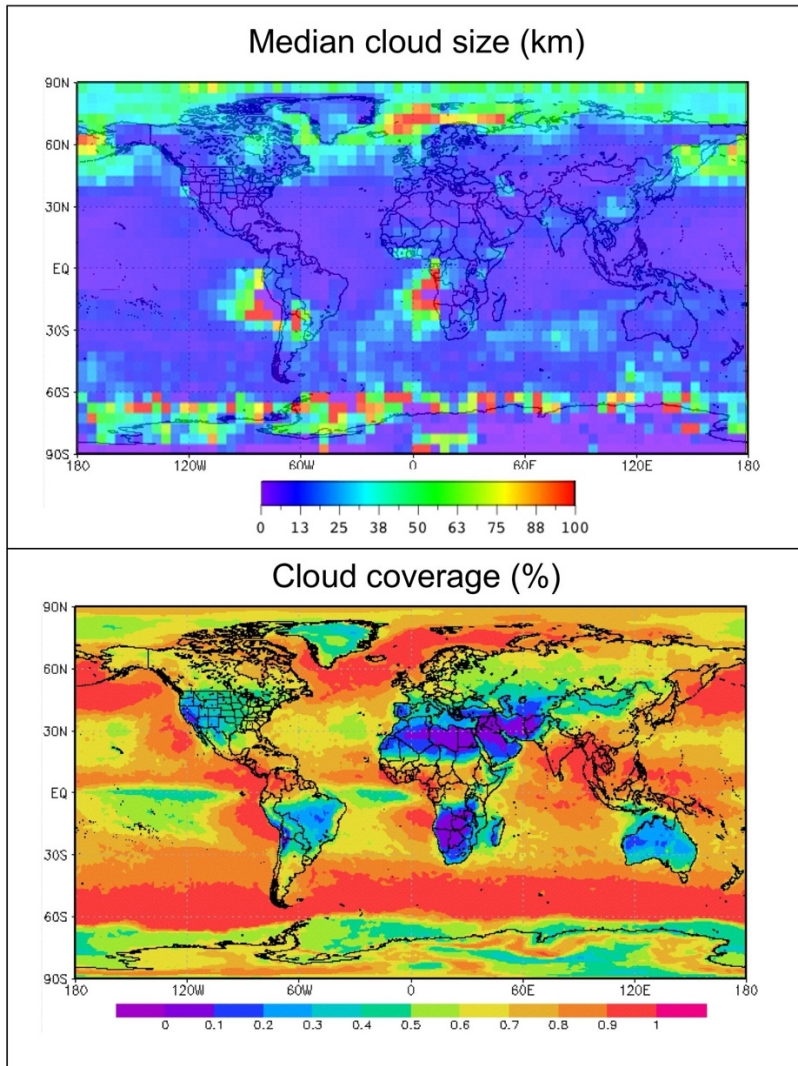 Median cloud size (km)
90N
60N
30N
EQ
30S
60S
90S
180 120W 60W 0 60E 120E 180
0 13 25 38 50 63 75 88 100
Cloud coverage (%)
90N
60N
30N
EQ
30S
60S
90S
180 120W 60W 0 60E 120E 180
0 0.1 0.2 0.3 0.4 0.5 0.6 0.7 0.8 0.9 1